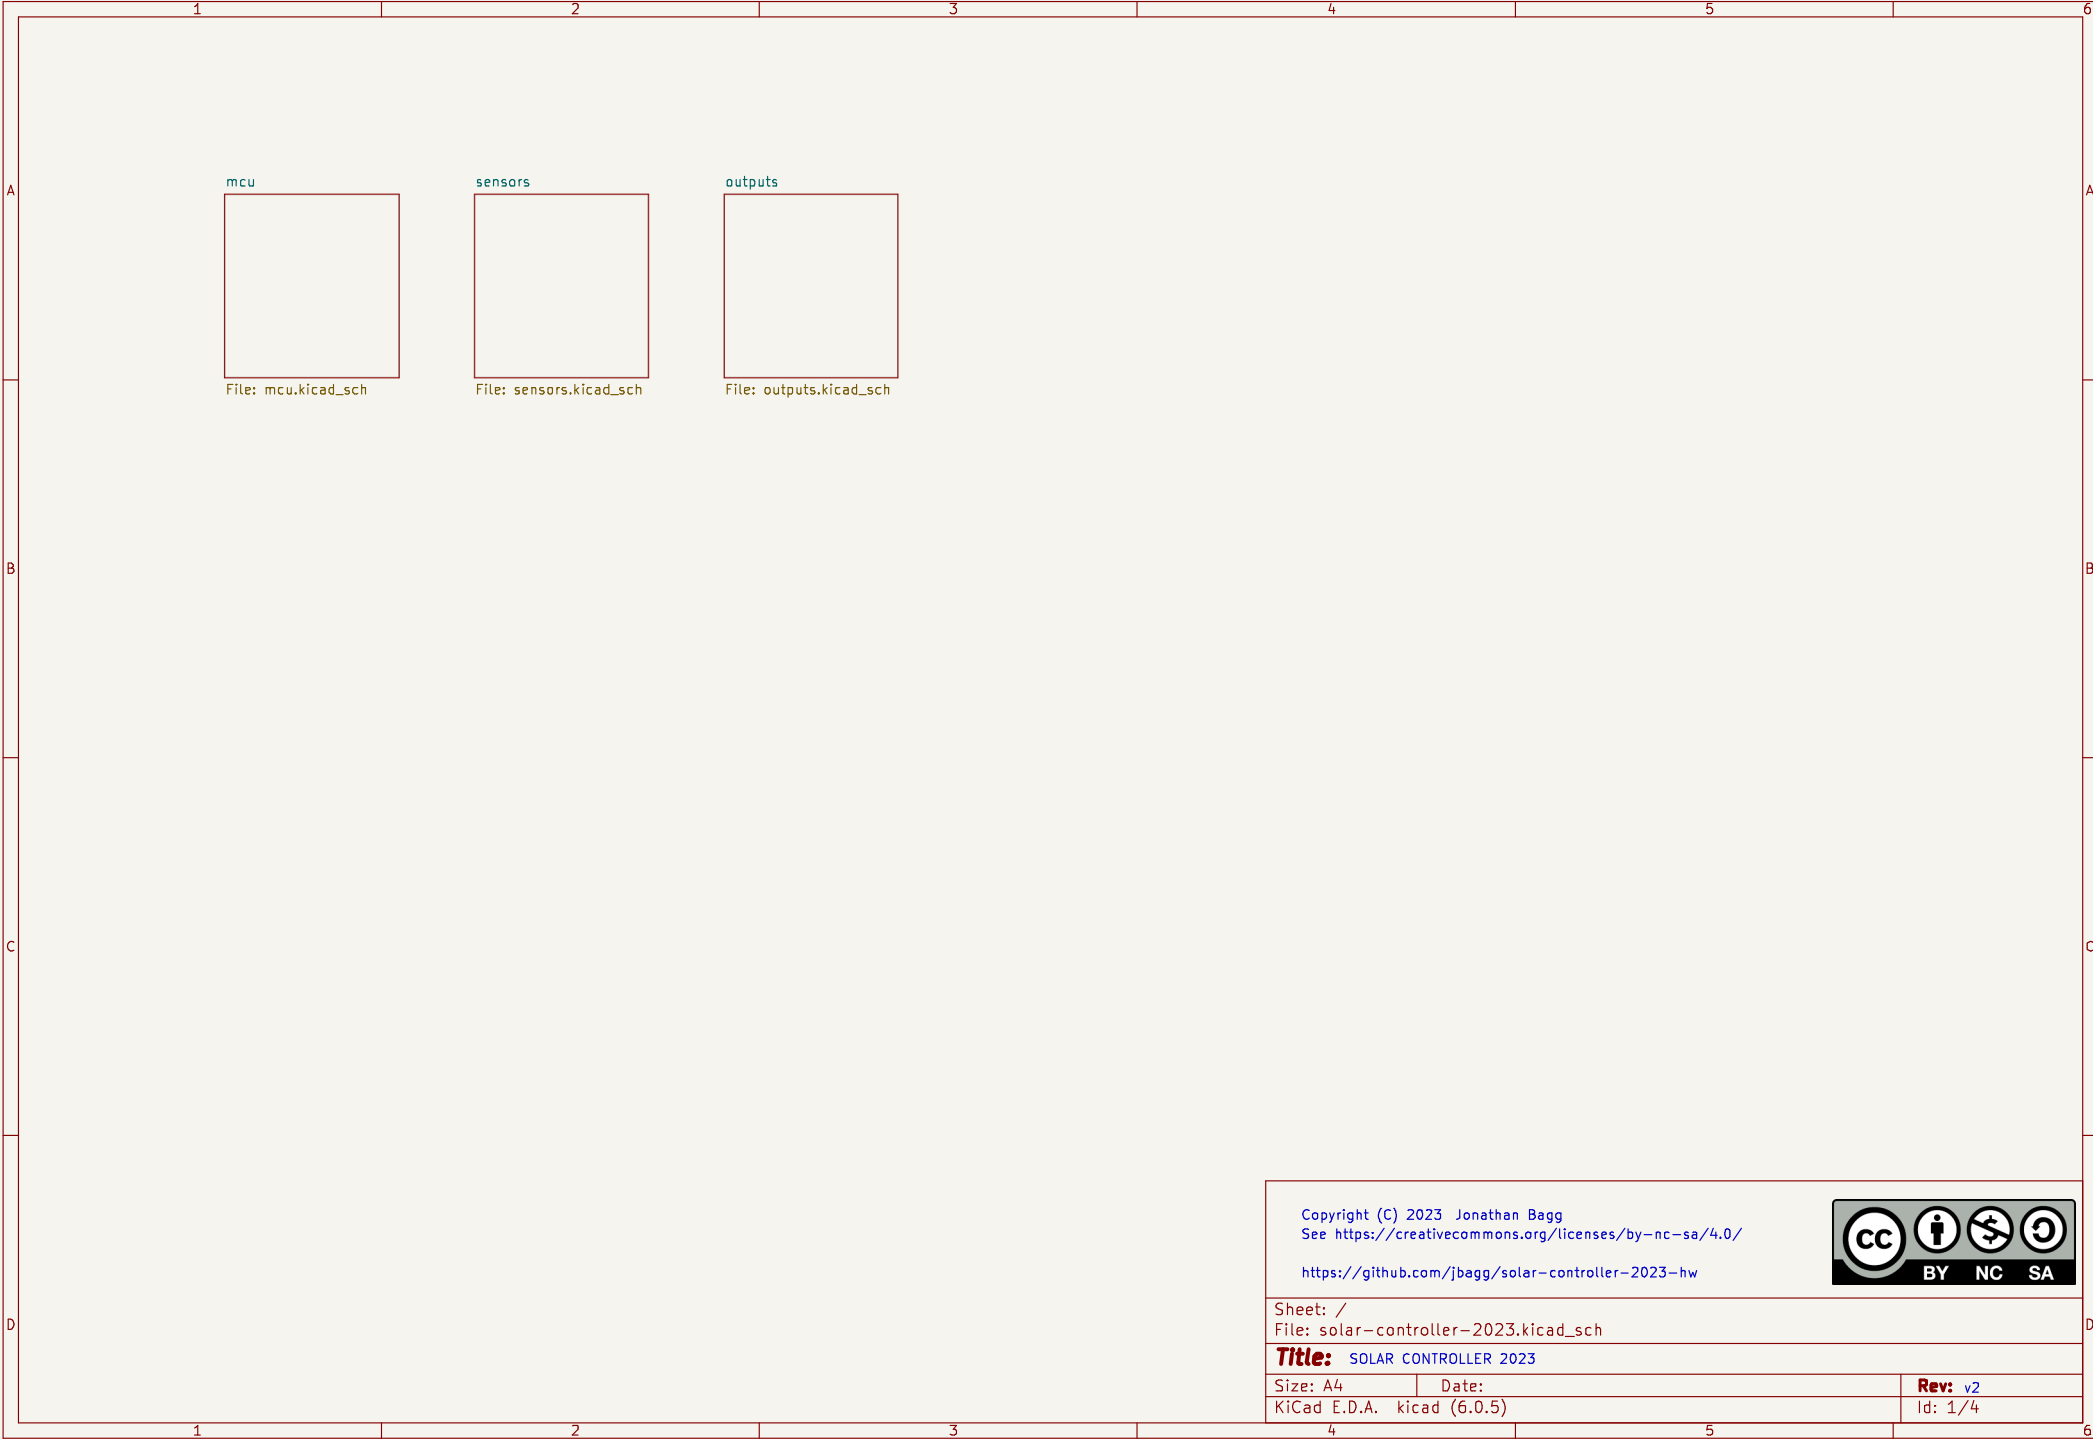 1 2 3 4 5 6
A A
mcu sensors outputs
File: mcu.kicad_sch File: sensors.kicad_sch File: outputs.kicad_sch
B B
C C
Copyright (C) 2023 Jonathan Bagg
See https://creativecommons.org/licenses/by-nc-sa/4.0/
https://github.com/jbagg/solar-controller-2023-hw
cc
BY NC SA
Sheet: /
File: solar-controller-2023.kicad_sch
D D
Title: SOLAR CONTROLLER 2023
Size: A4 Date: Rev: v2
KiCad E.D.A. kicad (6.0.5) Id: 1/4
1 2 3 4 5 6